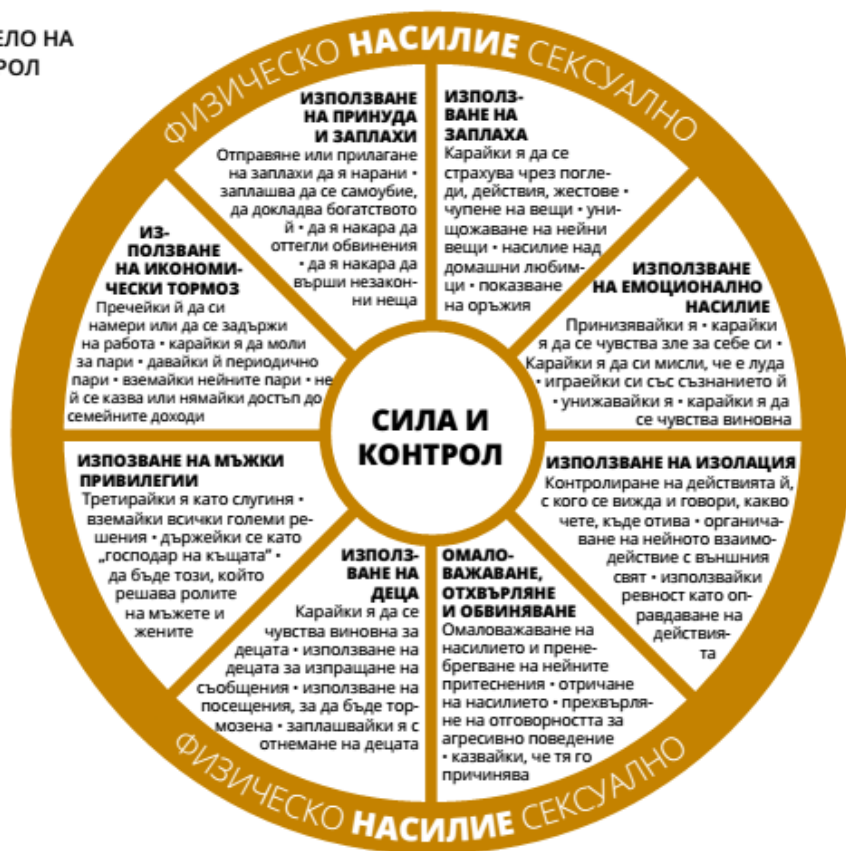 ЕЛО НА
РОЛ
ФИЗИЧЕСКО НАСИЛИЕ СЕКСУАЛНО
ИЗПОЛЗВАНЕ
НА ПРИНУДА
И ЗАПЛАХИ
Отправяне или прилагане
на заплахи да я нарани •
заплашва да се самоубие,
да докладва богатството
й • да я накара да
оттегли обвинения
• да я накара да
върши незакон-
ни неща
ИЗПОЛЗ-
ВАНЕ НА
ЗАПЛАХА
Карайки я да се
страхува чрез погле-
ди, действия, жестове •
чупене на вещи • уни-
щожаване на нейни
вещи • насилие над
домашни любим-
ци • показване
на оръжия
ИЗПОЛЗВАНЕ
НА ЕМОЦИОНАЛНО
НАСИЛИЕ
Принизявайки я • карайки
я да се чувства зле за себе си •
Карайки я да си мисли, че е луда
• играейки си със съзнанието й
• унижавайки я • карайки я да
се чувства виновна
ИЗПОЛЗВАНЕ НА ИЗОЛАЦИЯ
Контролиране на действията й,
с кого се вижда и говори, какво
чете, къде отива • органича-
ване на нейното взаимо-
действие с външния
свят • използвайки
ревност като оп-
равдаване на
действия-
та
ОМАЛО-
ВАЖАВАНЕ,
ОТХВЪРЛЯНЕ
И ОБВИНЯВАНЕ
Омаловажаване на
насилието и прене-
брегване на нейните
притеснения • отричане
на насилието • прехвърля-
не на отговорността за
агресивно поведение
• казвайки, че тя го
причинява
ИЗПОЛЗ-
ВАНЕ НА
ДЕЦА
Карайки я да се
чувства виновна за
децата • използване на
децата за изпращане на
съобщения • използване на
посещения, за да бъде тор-
мозена • заплашвайки я с
отнемане на децата
ИЗПОЗВАНЕ НА МЪЖКИ
ПРИВИЛЕГИИ
Третирайки я като слугиня •
вземайки всички големи ре-
шения • държейки се като
„господар на къщата“ •
да бъде този, който
решава ролите
на мъжете и
жените
ИЗ-
ПОЛЗВАНЕ
НА ИКОНОМИ-
ЧЕСКИ ТОРМОЗ
Пречейки й да си
намери или да се задържи
на работа • карайки я да моли
за пари • давайки й периодично
пари • вземайки нейните пари • не
й се казва или нямайки достъп до
семейните доходи
СИЛА И
КОНТРОЛ
ФИЗИЧЕСКО НАСИЛИЕ СЕКСУАЛНО